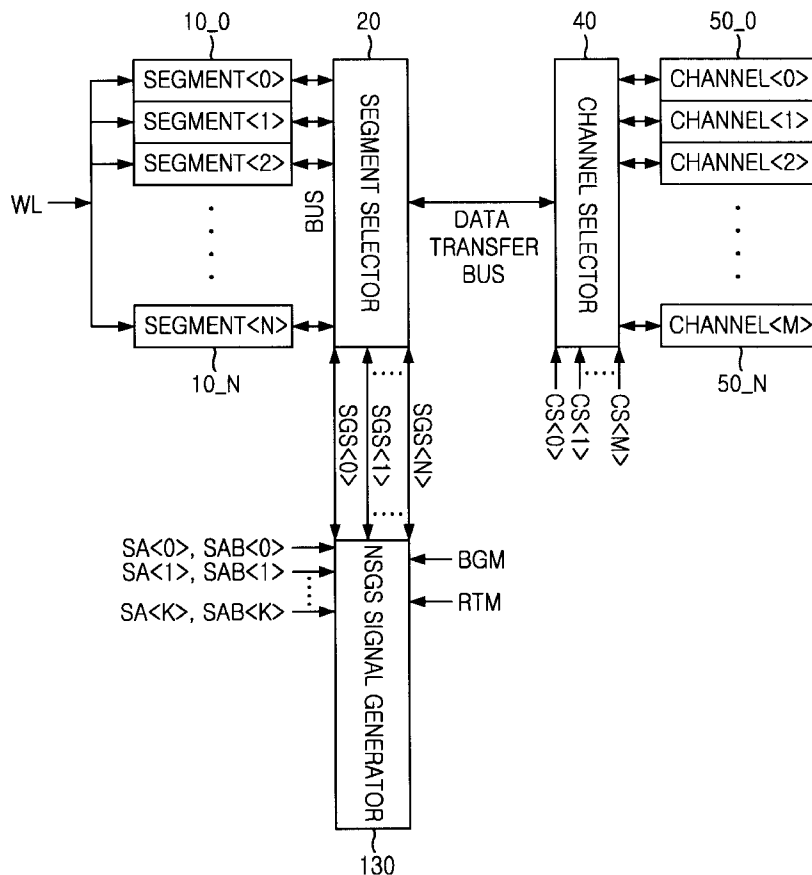 10_0
20
40
50_0
SEGMENT<0>
SEGMENT<1>
SEGMENT<2>
SEGMENT<N>
WL
10_N
BUS
SEGMENT SELECTOR
DATA
TRANSFER
BUS
CHANNEL SELECTOR
CHANNEL<0>
CHANNEL<1>
CHANNEL<2>
CHANNEL<M>
50_N
SGS<0>
SGS<1>
SGS<N>
CS<0>
CS<1>
CS<M>
SA<0>, SAB<0>
SA<1>, SAB<1>
SA<K>, SAB<K>
NSGS SIGNAL GENERATOR
BGM
RTM
130